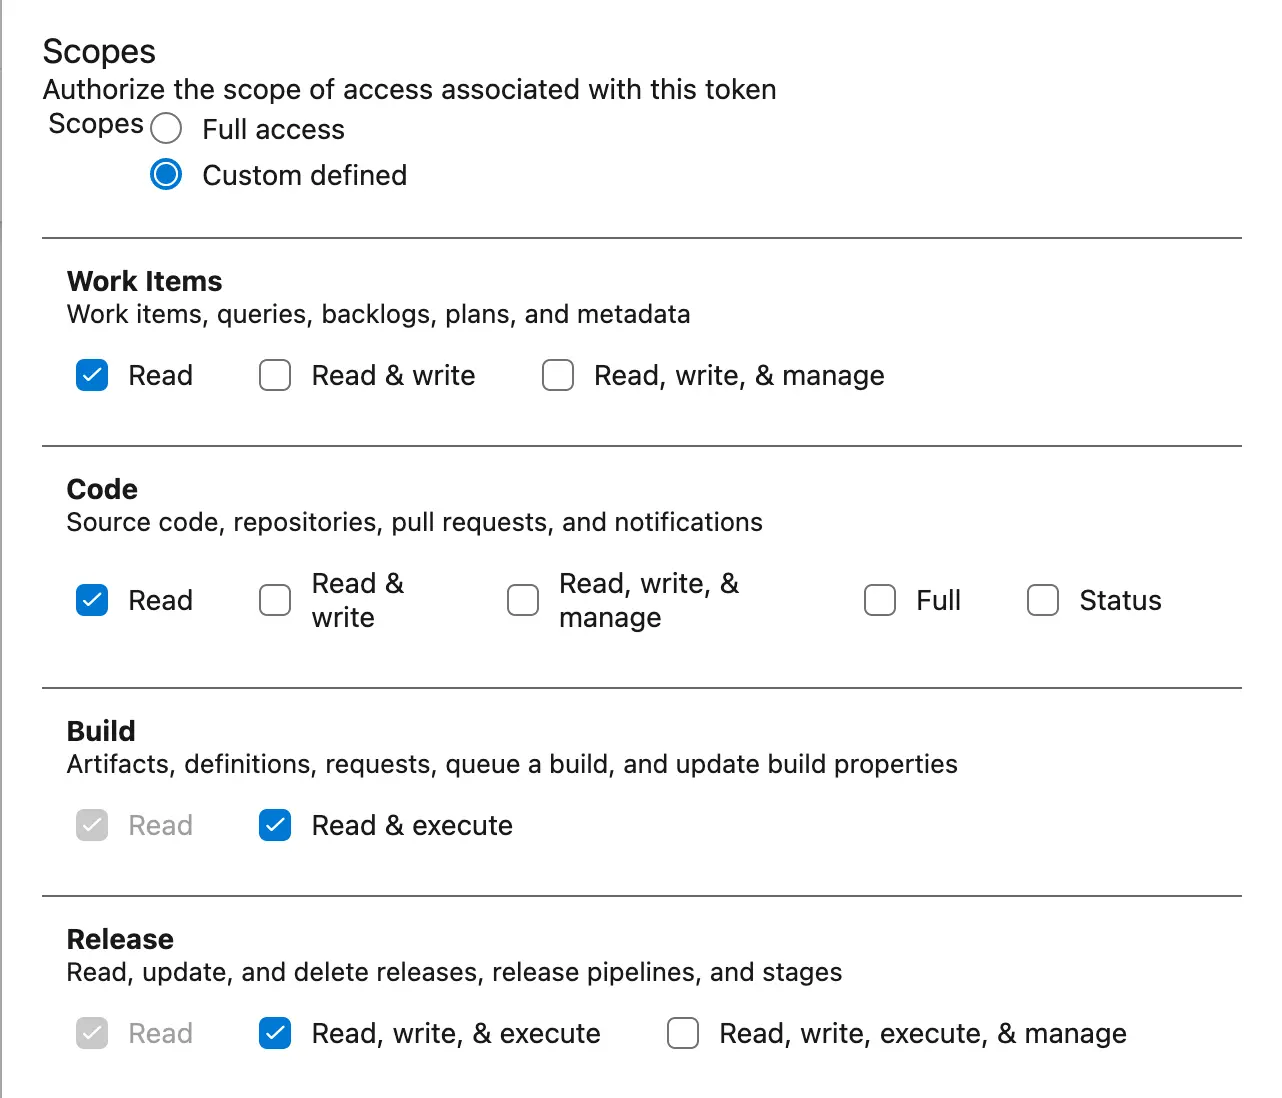 Scopes
Authorize the scope of access associated with this token
Scopes Full access
Custom defined
Work Items
Work items, queries, backlogs, plans, and metadata
Read Read & write Read, write, & manage
Code
Source code, repositories, pull requests, and notifications
Read Read & write Read, write, & manage Full Status
Build
Artifacts, definitions, requests, queue a build, and update build properties
Read Read & execute
Release
Read, update, and delete releases, release pipelines, and stages
Read Read, write, & execute Read, write, execute, & manage